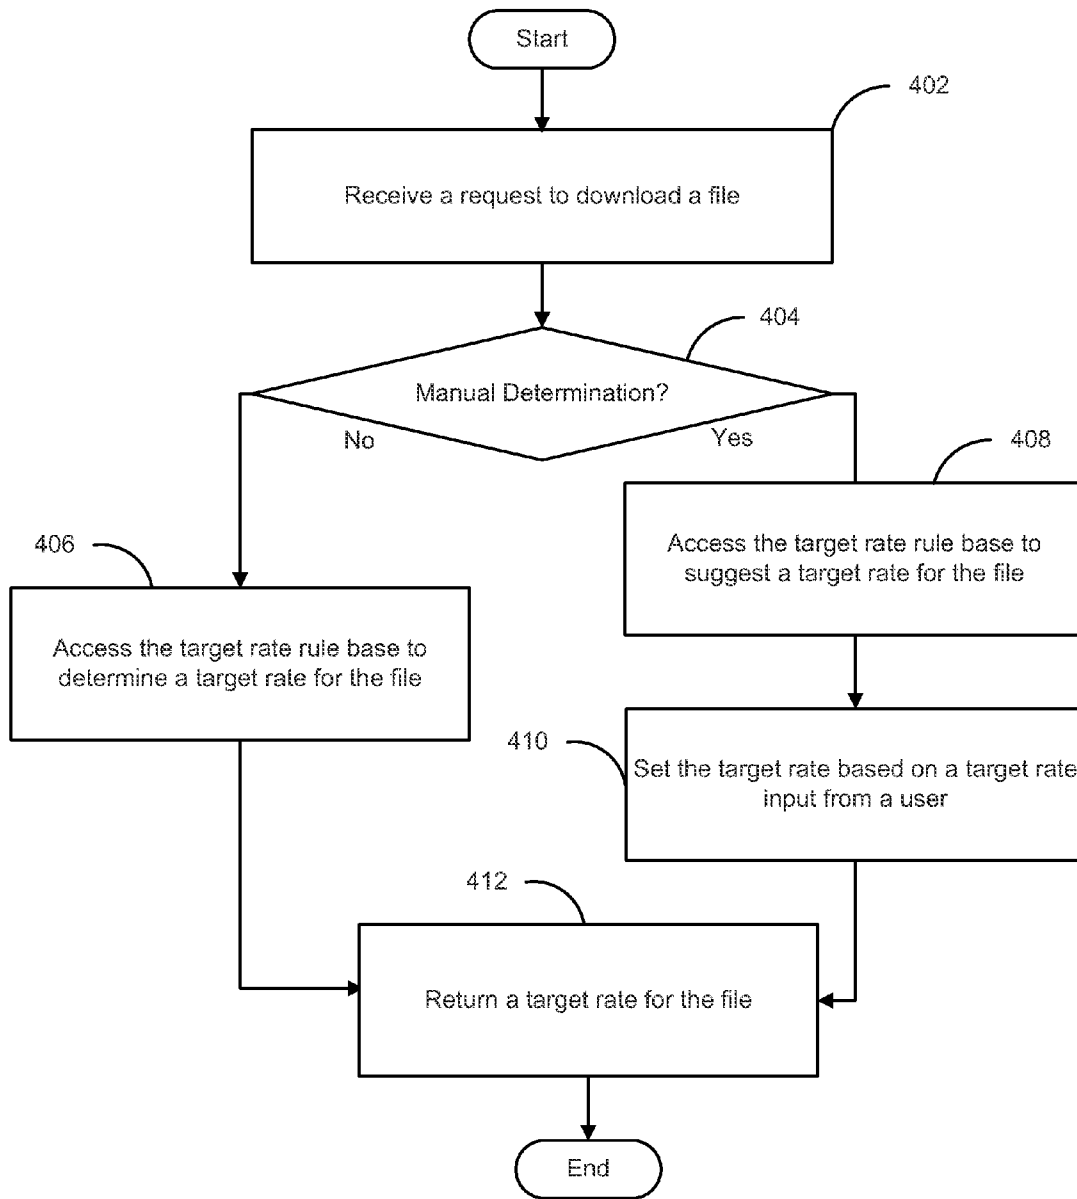 Start
402
Receive a request to download a file
404
Manual Determination?
No
Yes
408
Access the target rate rule base to
suggest a target rate for the file
406
Access the target rate rule base to
determine a target rate for the file
410
Set the target rate based on a target rate
input from a user
412
Return a target rate for the file
End